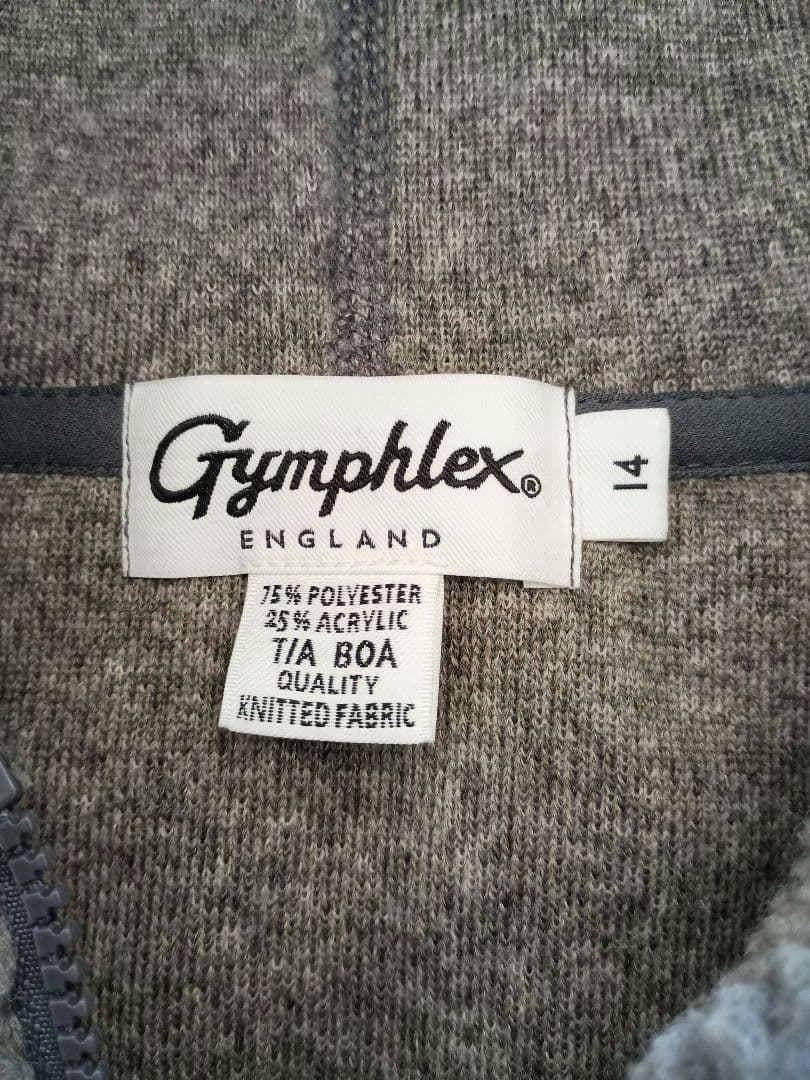 Gymphlex®
ENGLAND
14
75% POLYESTER
25% ACRYLIC
T/A BOA
QUALITY
KNITTED FABRIC